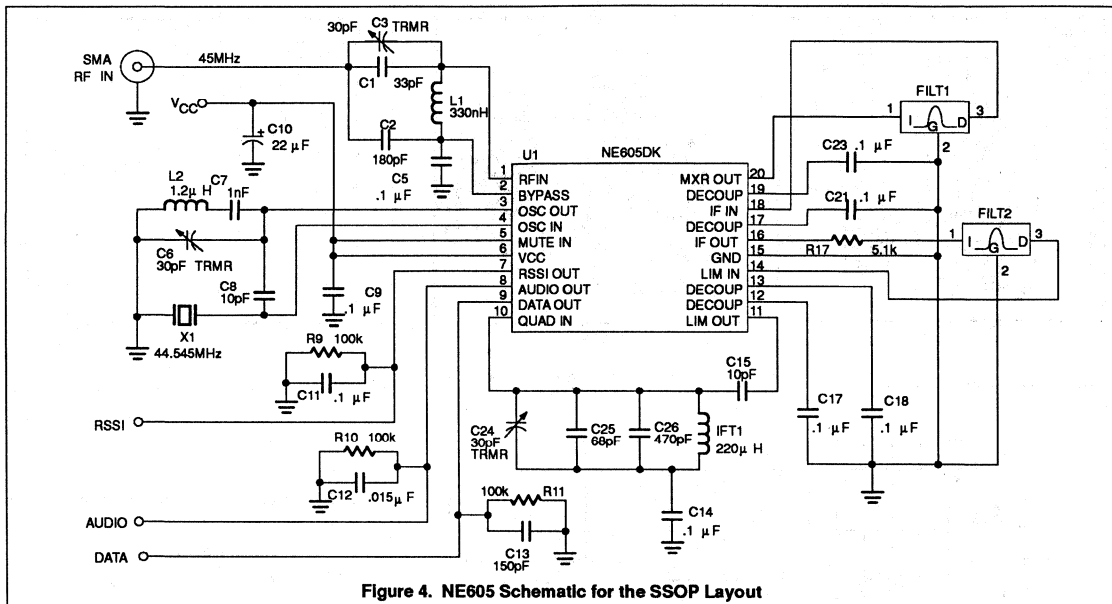 30pF C3 TRMR
SMA
RF IN
45MHz
C1 33pF
L1
330nH
VCC
C10
22 μF
C2
180pF
C5
.1 μF
L2
1.2μ H
C7
1nF
C6
30pF
TRMR
C8
10pF
X1
44.545MHz
C9
.1 μF
R9 100k
C11 .1 μF
RSSI
R10 100k
C12 .015μ F
AUDIO
DATA
U1 NE605DK
1 RFIN
2 BYPASS
3 OSC OUT
4 OSC IN
5 MUTE IN
6 VCC
7 RSSI OUT
8 AUDIO OUT
9 DATA OUT
10 QUAD IN
MXR OUT 20
DECOUP 19
IF IN 18
DECOUP 17
IF OUT 16
GND 15
LIM IN 14
DECOUP 13
DECOUP 12
LIM OUT 11
FILT1
1 I G D 3
2
C23 .1 μF
C21 .1 μF
FILT2
1 I G D 3
2
R17 5.1k
C15
10pF
C24
30pF
TRMR
C25
68pF
C26
470pF
IFT1
220μ H
C17
.1 μF
C18
.1 μF
100k R11
C13
150pF
C14
.1 μF
Figure 4. NE605 Schematic for the SSOP Layout